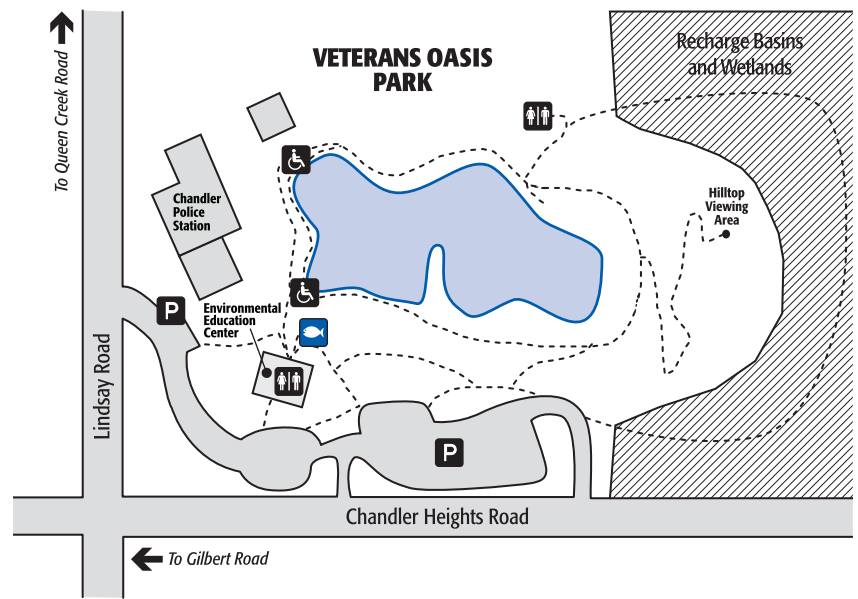 VETERANS OASIS
PARK
Recharge Basins
and Wetlands
To Queen Creek Road
Hilltop
Viewing
Area
Chandler
Police
Station
P
Environmental
Education
Center
Lindsay Road
P
Chandler Heights Road
To Gilbert Road